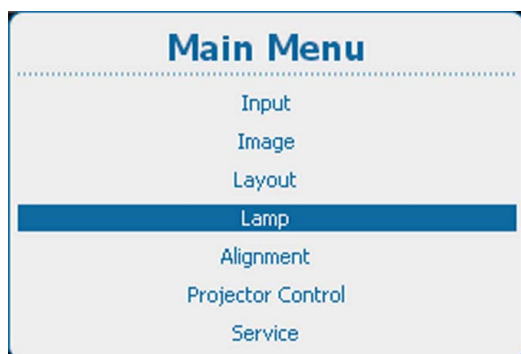 Main Menu
Input
Image
Layout
Lamp
Alignment
Projector Control
Service